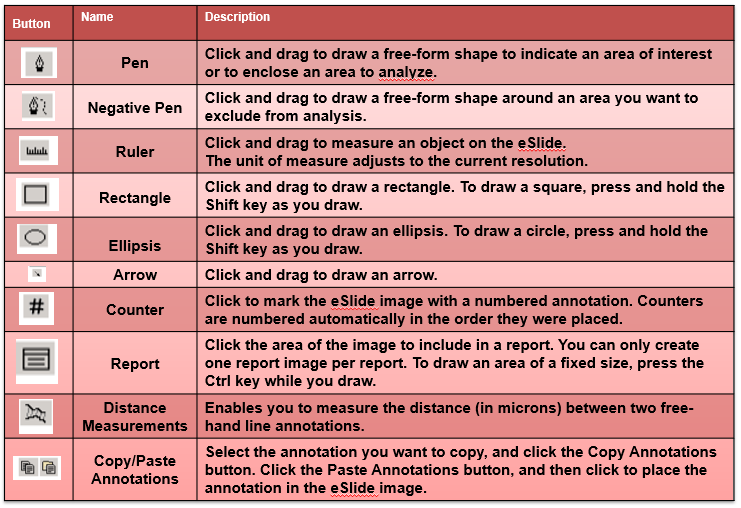 Button Name Description
Pen
Click and drag to draw a free-form shape to indicate an area of interest
or to enclose an area to analyze.
Negative Pen
Click and drag to draw a free-form shape around an area you want to
exclude from analysis.
Ruler
Click and drag to measure an object on the eSlide.
The unit of measure adjusts to the current resolution.
Rectangle
Click and drag to draw a rectangle. To draw a square, press and hold the
Shift key as you draw.
Ellipsis
Click and drag to draw an ellipsis. To draw a circle, press and hold the
Shift key as you draw.
Arrow
Click and drag to draw an arrow.
#
Counter
Click to mark the eSlide image with a numbered annotation. Counters
are numbered automatically in the order they were placed.
Report
Click the area of the image to include in a report. You can only create
one report image per report. To draw an area of a fixed size, press the
Ctrl key while you draw.
Distance
Measurements
Enables you to measure the distance (in microns) between two free-
hand line annotations.
Copy/Paste
Annotations
Select the annotation you want to copy, and click the Copy Annotations
button. Click the Paste Annotations button, and then click to place the
annotation in the eSlide image.